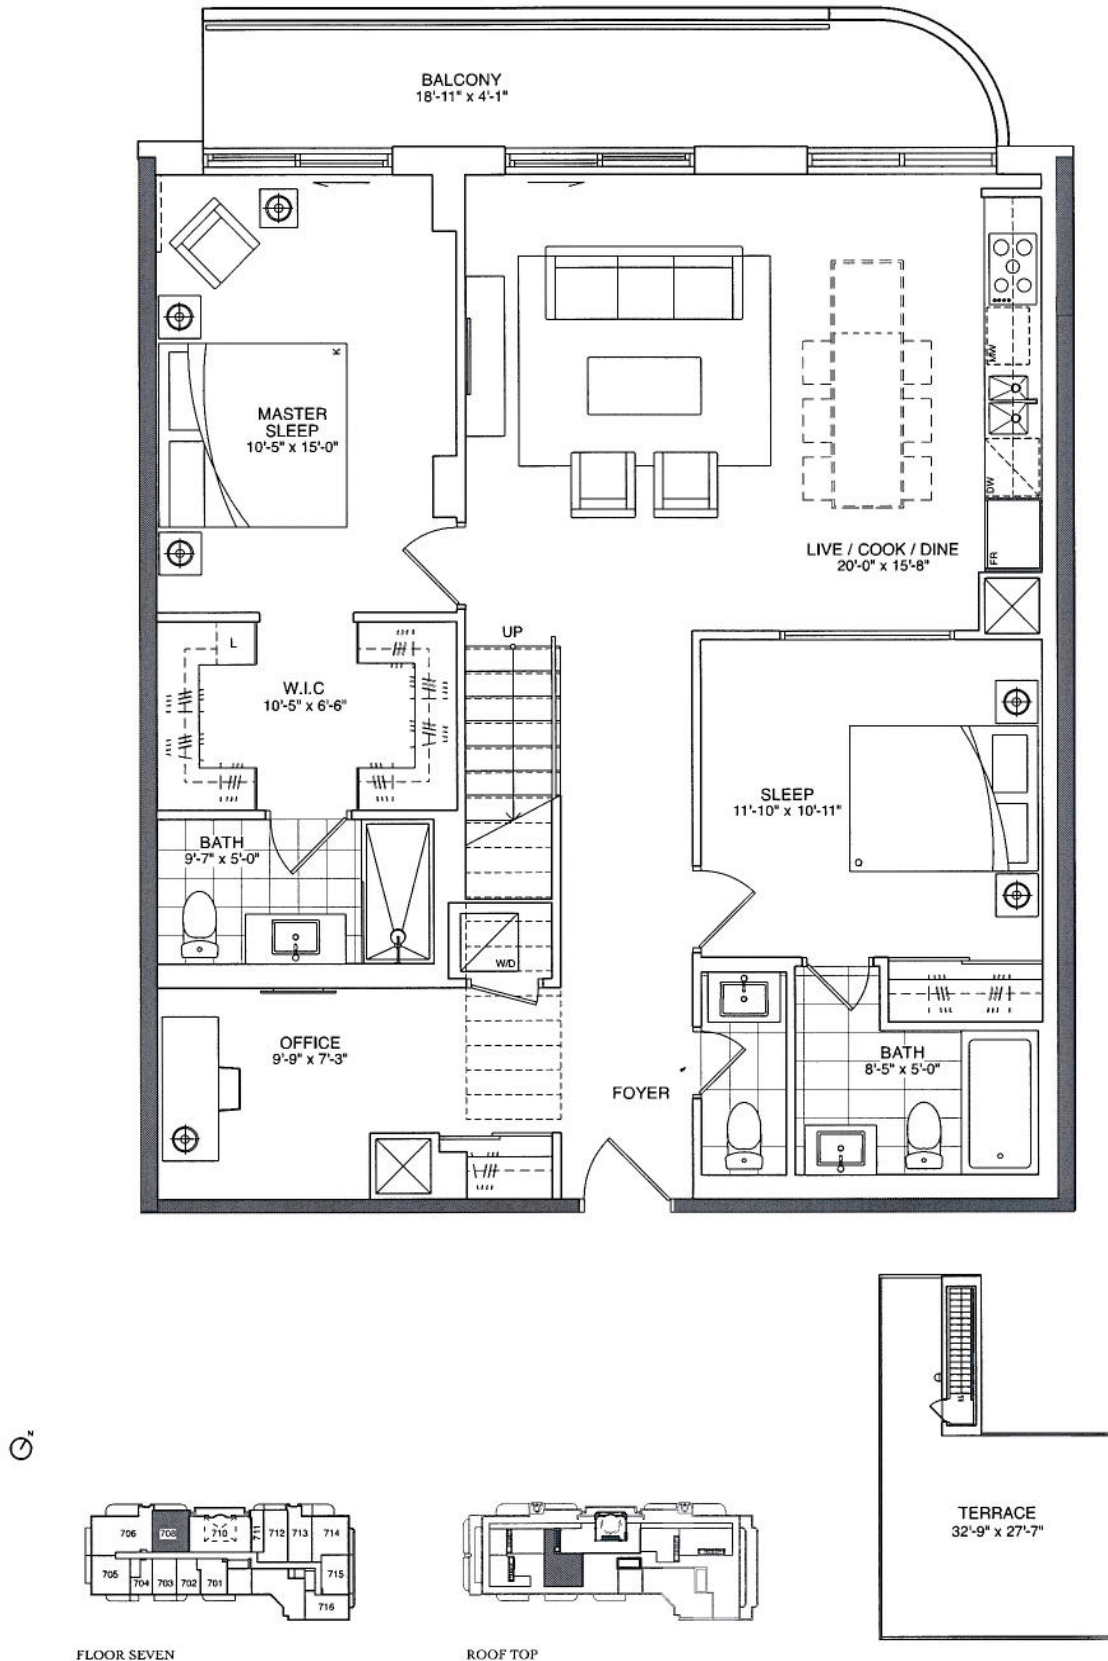 BALCONY
18'-11" x 4'-1"
K
MASTER
SLEEP
10'-5" x 15'-0"
MW
DW
FR
LIVE / COOK / DINE
20'-0" x 15'-8"
UP
L
W.I.C
10'-5" x 6'-6"
SLEEP
11'-10" x 10'-11"
Q
BATH
9'-7" x 5'-0"
W/D
OFFICE
9'-9" x 7'-3"
FOYER
BATH
8'-5" x 5'-0"
N
TERRACE
32'-9" x 27'-7"
706 708 710 711 712 713 714
705 704 703 702 701 715
716
FLOOR SEVEN
ROOF TOP